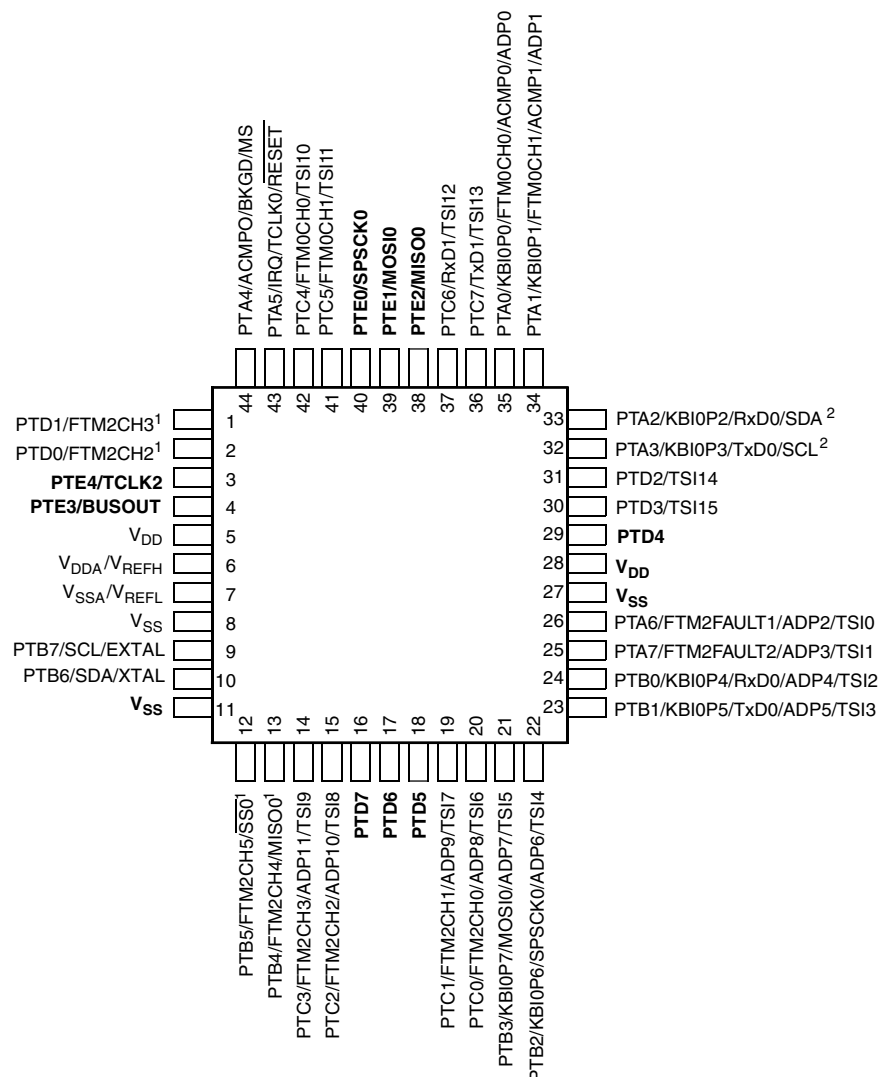 PTA4/ACMPO/BKGD/MS
PTA5/IRQ/TCLK0/RESET
PTC4/FTM0CH0/TSI10
PTC5/FTM0CH1/TSI11
PTE0/SPSCK0
PTE1/MOSI0
PTE2/MISO0
PTC6/RxD1/TSI12
PTC7/TxD1/TSI13
PTA0/KBI0P0/FTM0CH0/ACMP0/ADP0
PTA1/KBI0P1/FTM0CH1/ACMP1/ADP1
44
43
42
41
40
39
38
37
36
35
34
PTD1/FTM2CH3¹ 1
PTD0/FTM2CH2¹ 2
PTE4/TCLK2 3
PTE3/BUSOUT 4
VDD 5
VDDA/VREFH 6
VSSA/VREFL 7
VSS 8
PTB7/SCL/EXTAL 9
PTB6/SDA/XTAL 10
VSS 11
33 PTA2/KBI0P2/RxD0/SDA ²
32 PTA3/KBI0P3/TxD0/SCL²
31 PTD2/TSI14
30 PTD3/TSI15
29 PTD4
28 VDD
27 VSS
26 PTA6/FTM2FAULT1/ADP2/TSI0
25 PTA7/FTM2FAULT2/ADP3/TSI1
24 PTB0/KBI0P4/RxD0/ADP4/TSI2
23 PTB1/KBI0P5/TxD0/ADP5/TSI3
12
13
14
15
16
17
18
19
20
21
22
PTB5/FTM2CH5/SS0¹
PTB4/FTM2CH4/MISO0¹
PTC3/FTM2CH3/ADP11/TSI9
PTC2/FTM2CH2/ADP10/TSI8
PTD7
PTD6
PTD5
PTC1/FTM2CH1/ADP9/TSI7
PTC0/FTM2CH0/ADP8/TSI6
PTB3/KBI0P7/MOSI0/ADP7/TSI5
PTB2/KBI0P6/SPSCK0/ADP6/TSI4